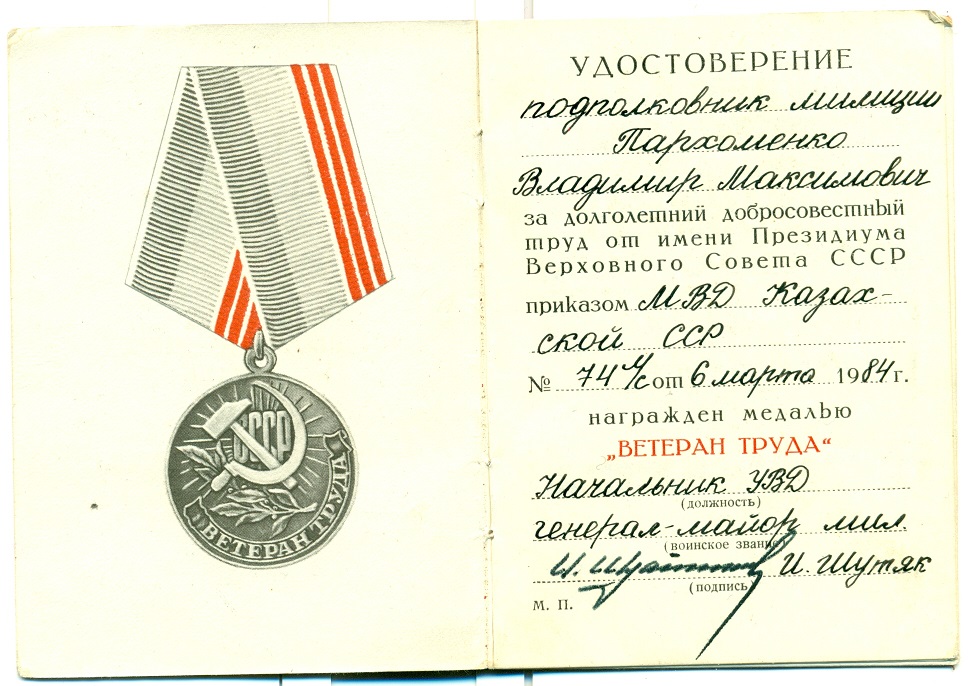 СССР
ВЕТЕРАН ТРУДА
УДОСТОВЕРЕНИЕ
подполковник милиции
Пархоменко
Владимир Максимович
за долголетний добросовестный
труд от имени Президиума
Верховного Совета СССР
приказом МВД Казах-
ской ССР
№ 74 л/с от 6 марта 1984 г.
награжден медалью
„ВЕТЕРАН ТРУДА“
Начальник УВД
(должность)
генерал-майор мил.
(воинское звание)
И. Шутяк
(подпись)
М. П.